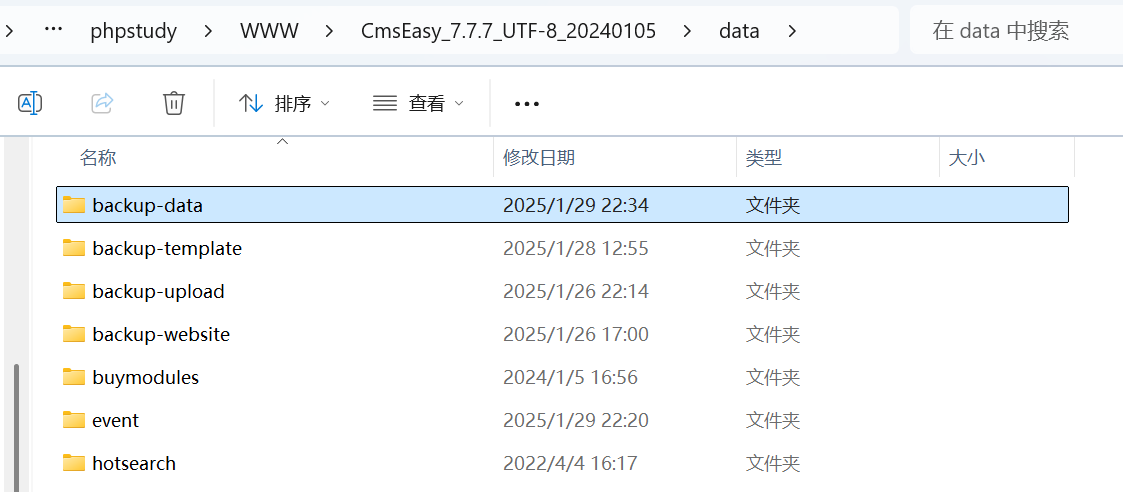 ··· phpstudy WWW CmsEasy_7.7.7_UTF-8_20240105 data 在 data 中搜索
排序 查看 ···
名称 修改日期 类型 大小
backup-data 2025/1/29 22:34 文件夹
backup-template 2025/1/28 12:55 文件夹
backup-upload 2025/1/26 22:14 文件夹
backup-website 2025/1/26 17:00 文件夹
buymodules 2024/1/5 16:56 文件夹
event 2025/1/29 22:20 文件夹
hotsearch 2022/4/4 16:17 文件夹